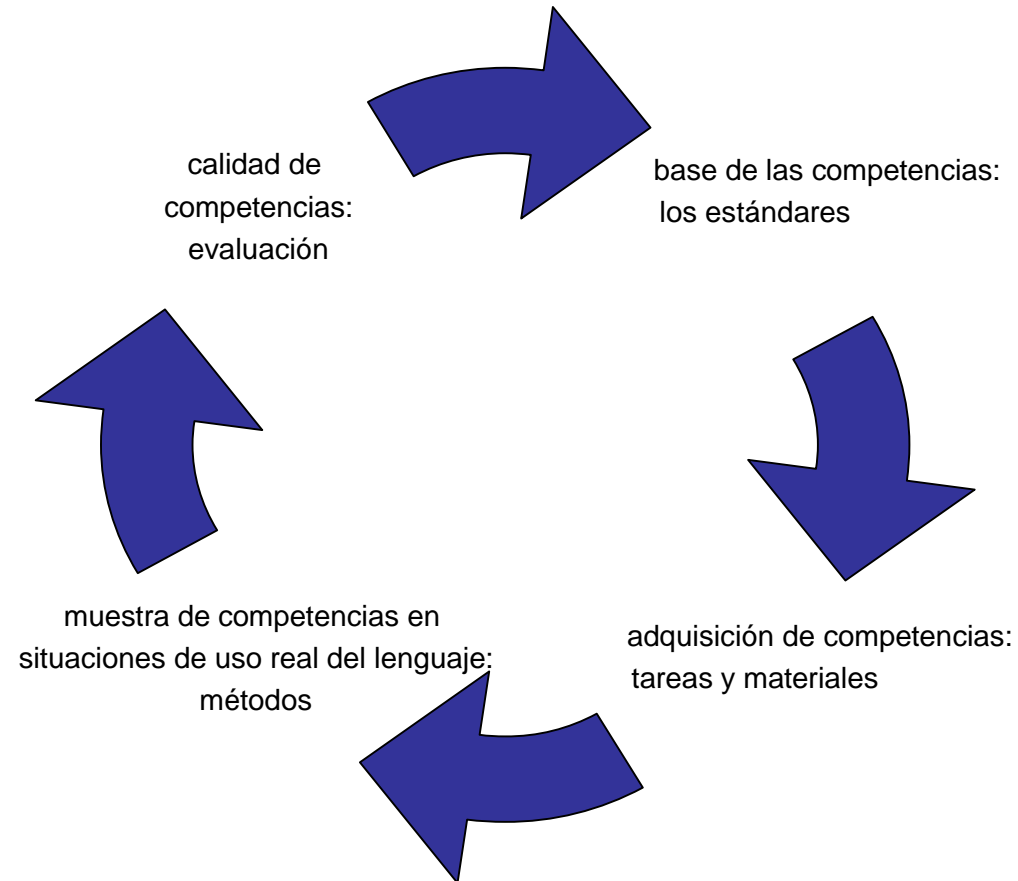 calidad de
competencias:
evaluación
base de las competencias:
los estándares
adquisición de competencias:
tareas y materiales
muestra de competencias en
situaciones de uso real del lenguaje:
métodos